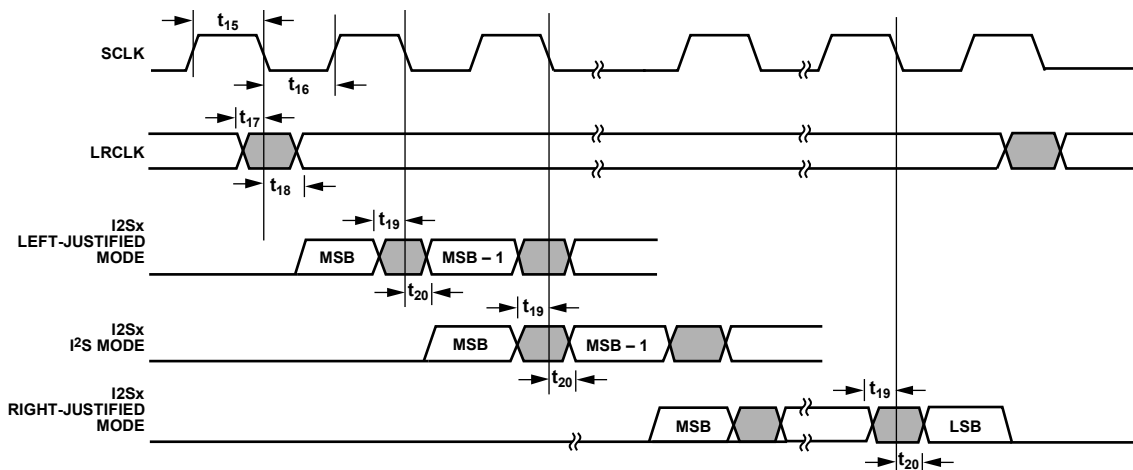 t15
SCLK
t16
t17
LRCLK
t18
I2Sx
LEFT-JUSTIFIED
MODE
t19
MSB
MSB – 1
t20
I2Sx
I2S MODE
t19
MSB
MSB – 1
t20
I2Sx
RIGHT-JUSTIFIED
MODE
t19
MSB
LSB
t20